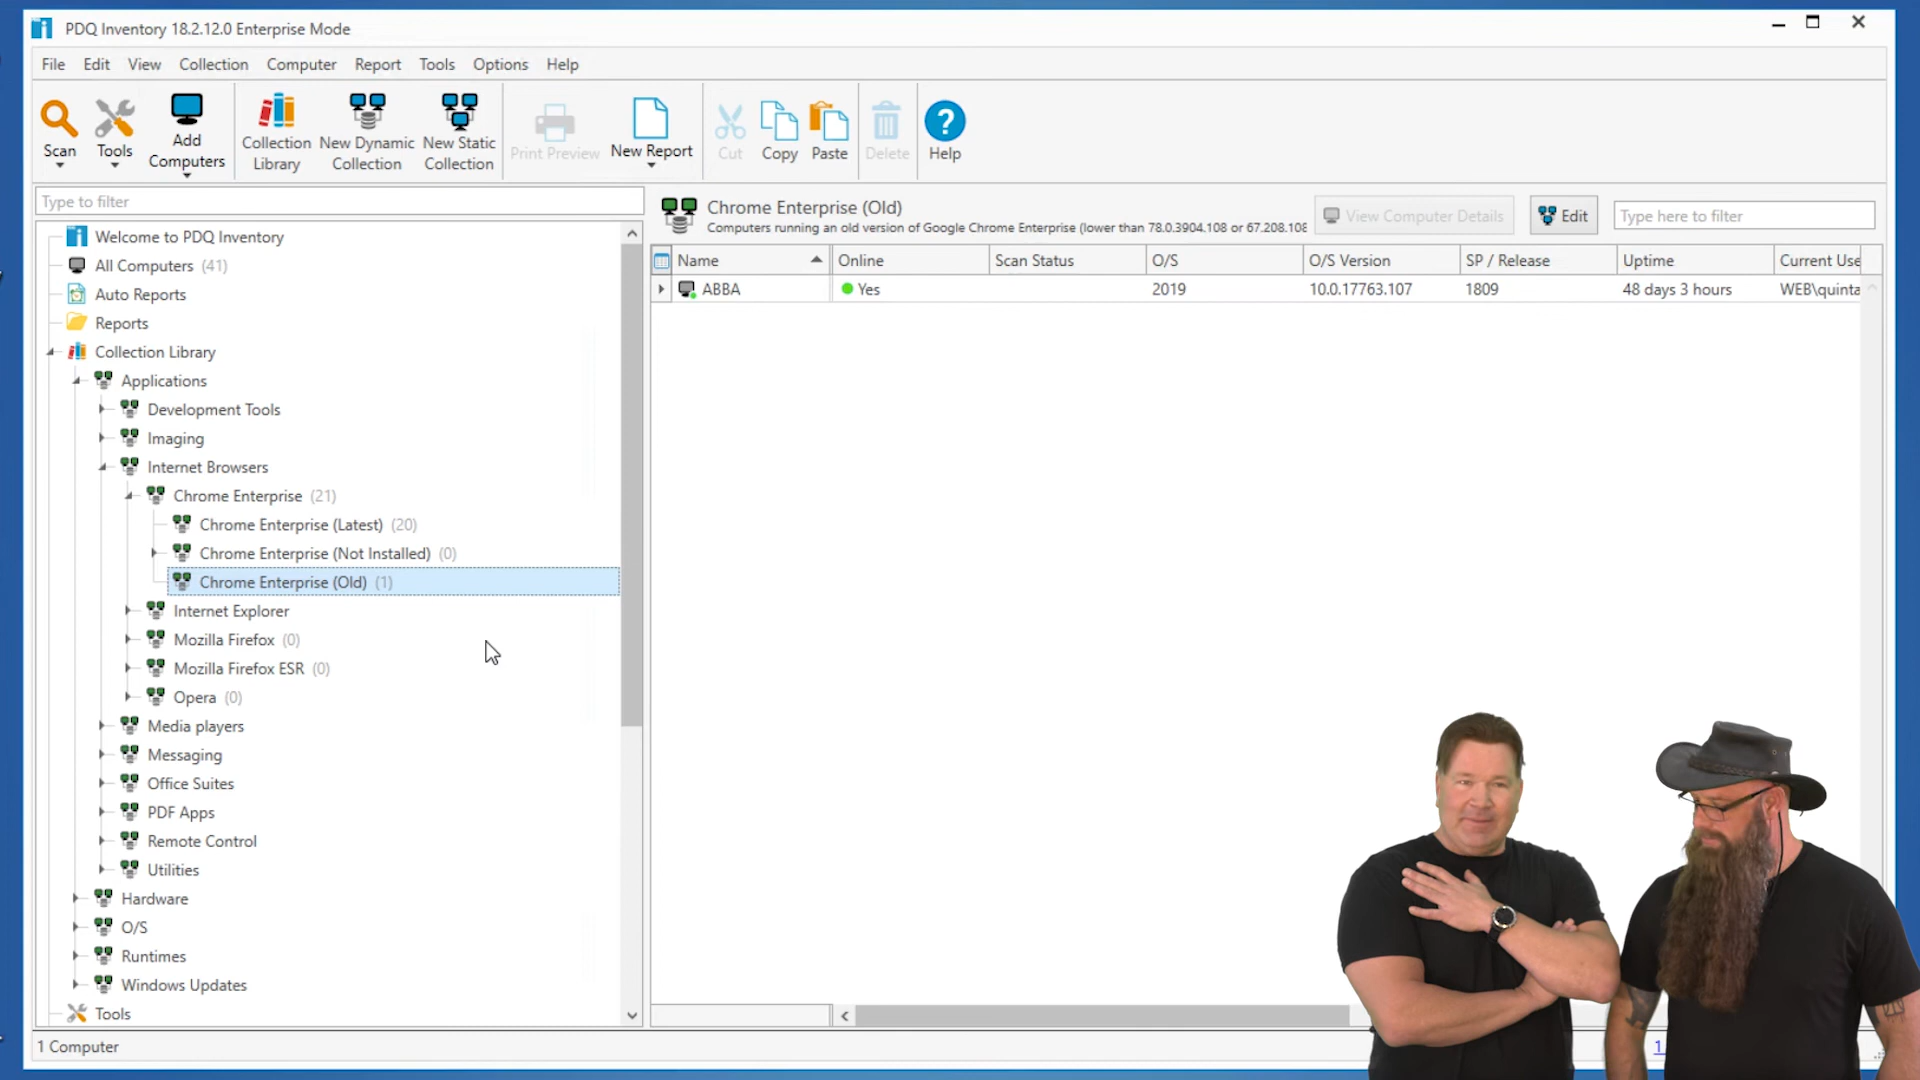 PDQ Inventory 18.2.12.0 Enterprise Mode
File Edit View Collection Computer Report Tools Options Help
Scan
Tools
Add
Computers
Collection
Library
New Dynamic
Collection
New Static
Collection
Print Preview
New Report
Cut
Copy
Paste
Delete
Help
Type to filter
Welcome to PDQ Inventory
All Computers (41)
Auto Reports
Reports
Collection Library
Applications
Development Tools
Imaging
Internet Browsers
Chrome Enterprise (21)
Chrome Enterprise (Latest) (20)
Chrome Enterprise (Not Installed) (0)
Chrome Enterprise (Old) (1)
Internet Explorer
Mozilla Firefox (0)
Mozilla Firefox ESR (0)
Opera (0)
Media players
Messaging
Office Suites
PDF Apps
Remote Control
Utilities
Hardware
O/S
Runtimes
Windows Updates
Tools
Chrome Enterprise (Old)
Computers running an old version of Google Chrome Enterprise (lower than 78.0.3904.108 or 67.208.108
View Computer Details
Edit
Type here to filter
Name Online Scan Status O/S O/S Version SP / Release Uptime Current Use
ABBA Yes 2019 10.0.17763.107 1809 48 days 3 hours WEB\quinta
1 Computer
1